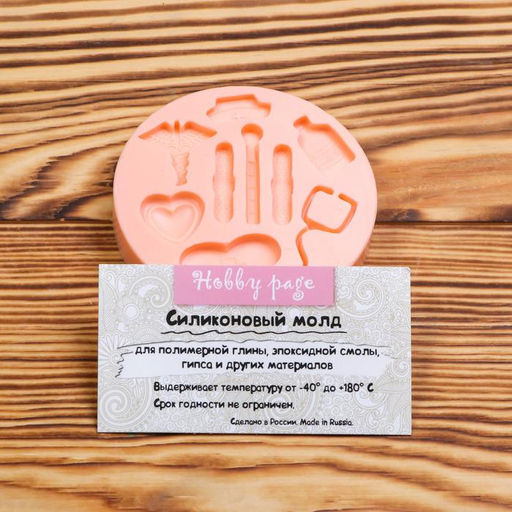 Hobby page
Силиконовый молд
для полимерной глины, эпоксидной смолы,
гипса и других материалов
Выдерживает температуру от -40° до +180° С
Срок годности не ограничен.
Сделано в России. Made in Russia.